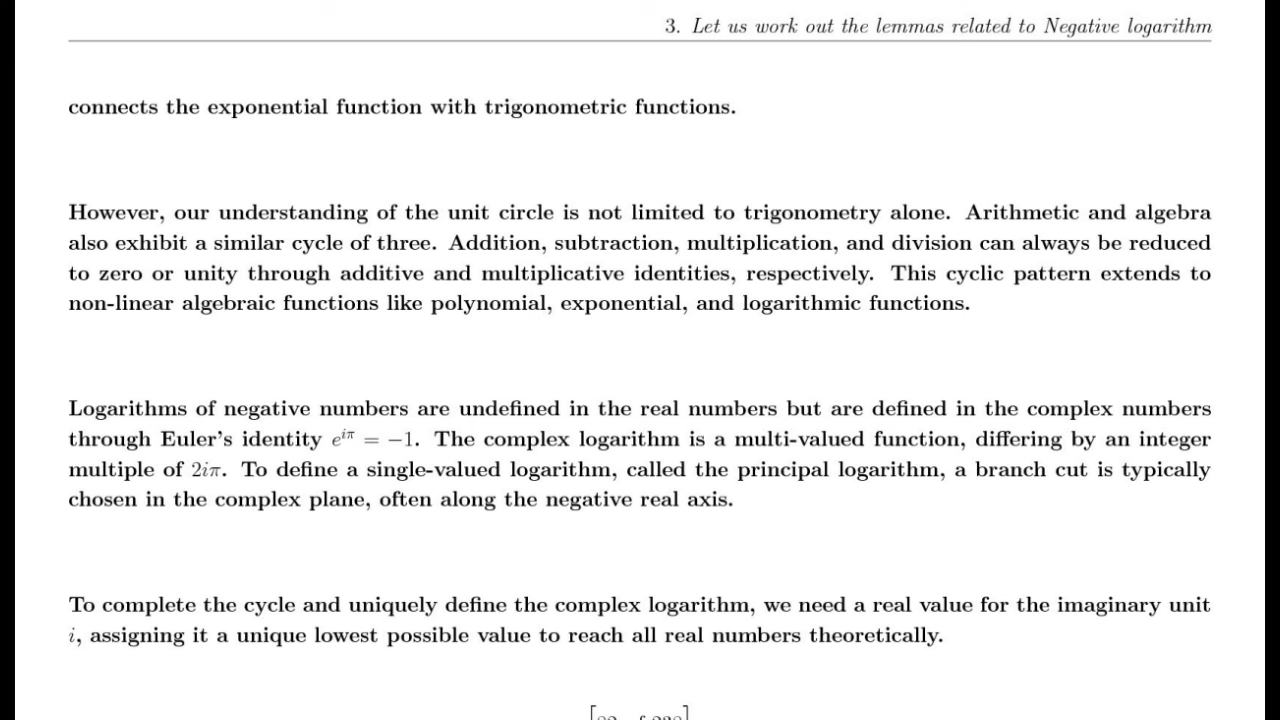 3. Let us work out the lemmas related to Negative logarithm
connects the exponential function with trigonometric functions.
However, our understanding of the unit circle is not limited to trigonometry alone. Arithmetic and algebra
also exhibit a similar cycle of three. Addition, subtraction, multiplication, and division can always be reduced
to zero or unity through additive and multiplicative identities, respectively. This cyclic pattern extends to
non-linear algebraic functions like polynomial, exponential, and logarithmic functions.
Logarithms of negative numbers are undefined in the real numbers but are defined in the complex numbers
through Euler's identity e^{iπ} = −1. The complex logarithm is a multi-valued function, differing by an integer
multiple of 2iπ. To define a single-valued logarithm, called the principal logarithm, a branch cut is typically
chosen in the complex plane, often along the negative real axis.
To complete the cycle and uniquely define the complex logarithm, we need a real value for the imaginary unit
i, assigning it a unique lowest possible value to reach all real numbers theoretically.